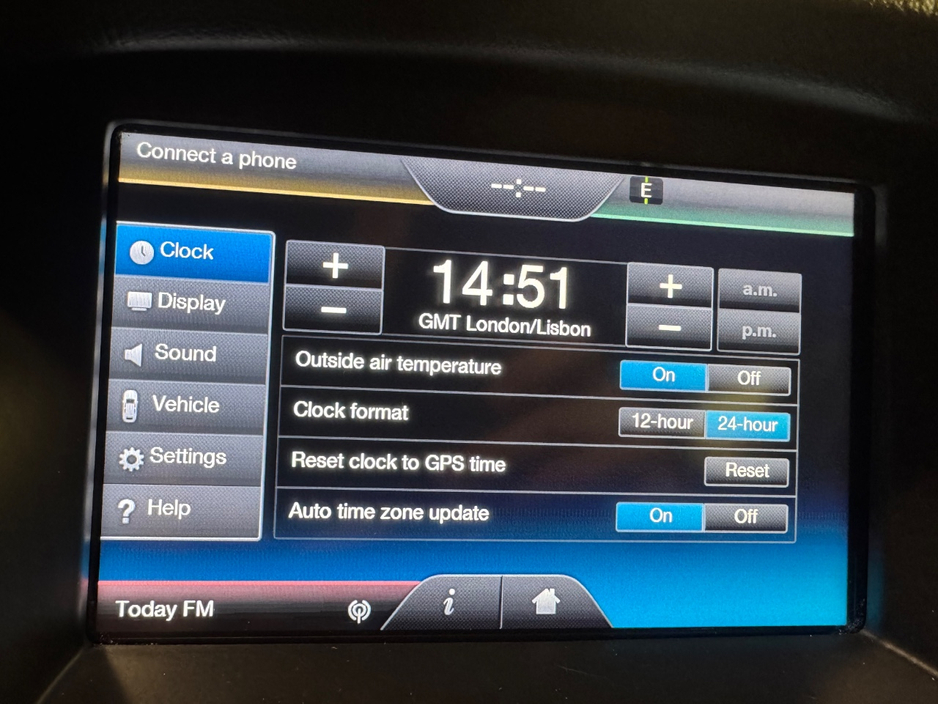 Connect a phone
--:--
E
Clock
+ 14:51 + a.m.
− GMT London/Lisbon − p.m.
Display
Outside air temperature On Off
Sound
Clock format 12-hour 24-hour
Vehicle
Reset clock to GPS time Reset
Settings
Auto time zone update On Off
? Help
Today FM
i